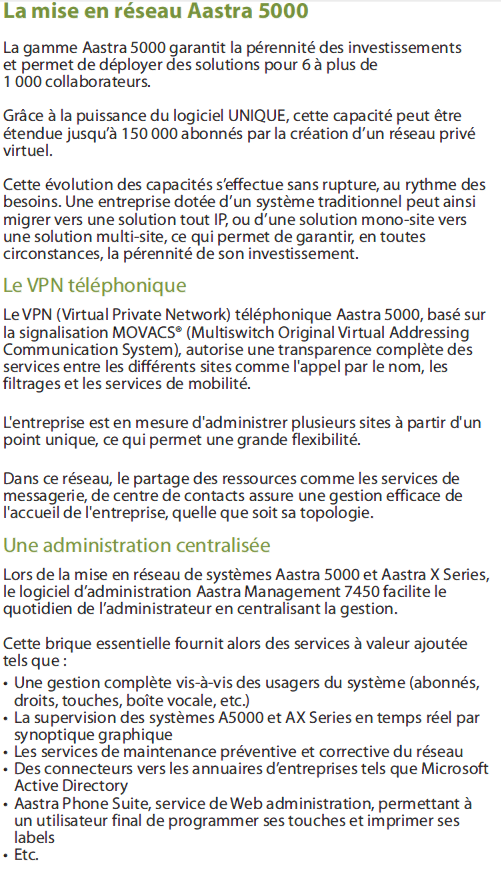 La mise en réseau Aastra 5000
La gamme Aastra 5000 garantit la pérennité des investissements
et permet de déployer des solutions pour 6 à plus de
1 000 collaborateurs.
Grâce à la puissance du logiciel UNIQUE, cette capacité peut être
étendue jusqu’à 150 000 abonnés par la création d’un réseau privé
virtuel.
Cette évolution des capacités s’effectue sans rupture, au rythme des
besoins. Une entreprise dotée d’un système traditionnel peut ainsi
migrer vers une solution tout IP, ou d’une solution mono-site vers
une solution multi-site, ce qui permet de garantir, en toutes
circonstances, la pérennité de son investissement.
Le VPN téléphonique
Le VPN (Virtual Private Network) téléphonique Aastra 5000, basé sur
la signalisation MOVACS® (Multiswitch Original Virtual Addressing
Communication System), autorise une transparence complète des
services entre les différents sites comme l'appel par le nom, les
filtrages et les services de mobilité.
L'entreprise est en mesure d'administrer plusieurs sites à partir d'un
point unique, ce qui permet une grande flexibilité.
Dans ce réseau, le partage des ressources comme les services de
messagerie, de centre de contacts assure une gestion efficace de
l'accueil de l'entreprise, quelle que soit sa topologie.
Une administration centralisée
Lors de la mise en réseau de systèmes Aastra 5000 et Aastra X Series,
le logiciel d’administration Aastra Management 7450 facilite le
quotidien de l’administrateur en centralisant la gestion.
Cette brique essentielle fournit alors des services à valeur ajoutée
tels que :
• Une gestion complète vis-à-vis des usagers du système (abonnés,
droits, touches, boîte vocale, etc.)
• La supervision des systèmes A5000 et AX Series en temps réel par
synoptique graphique
• Les services de maintenance préventive et corrective du réseau
• Des connecteurs vers les annuaires d’entreprises tels que Microsoft
Active Directory
• Aastra Phone Suite, service de Web administration, permettant à
un utilisateur final de programmer ses touches et imprimer ses
labels
• Etc.